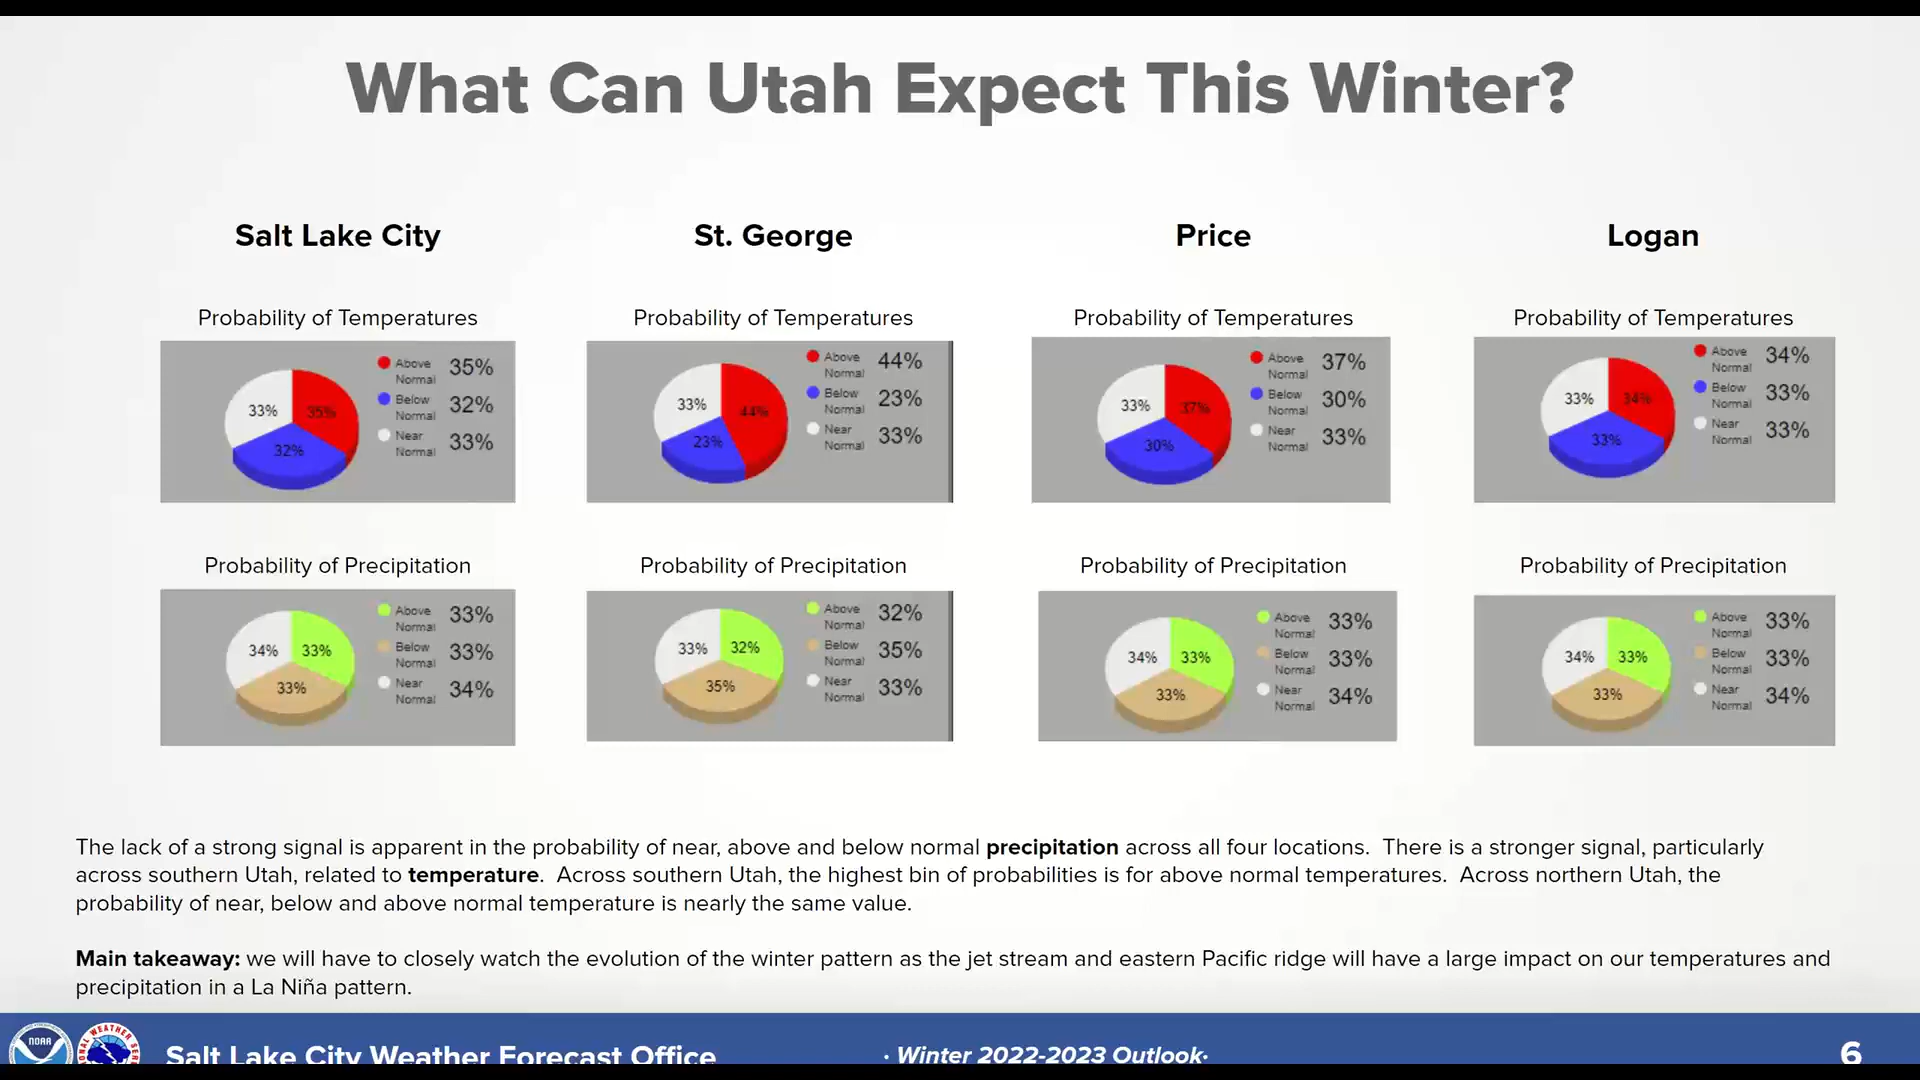 What Can Utah Expect This Winter?
Salt Lake City
Probability of Temperatures
33%
35%
32%
Above Normal 35%
Below Normal 32%
Near Normal 33%
Probability of Precipitation
34%
33%
33%
Above Normal 33%
Below Normal 33%
Near Normal 34%
St. George
Probability of Temperatures
33%
44%
23%
Above Normal 44%
Below Normal 23%
Near Normal 33%
Probability of Precipitation
33%
32%
35%
Above Normal 32%
Below Normal 35%
Near Normal 33%
Price
Probability of Temperatures
33%
37%
30%
Above Normal 37%
Below Normal 30%
Near Normal 33%
Probability of Precipitation
34%
33%
33%
Above Normal 33%
Below Normal 33%
Near Normal 34%
Logan
Probability of Temperatures
33%
34%
33%
Above Normal 34%
Below Normal 33%
Near Normal 33%
Probability of Precipitation
34%
33%
33%
Above Normal 33%
Below Normal 33%
Near Normal 34%
The lack of a strong signal is apparent in the probability of near, above and below normal precipitation across all four locations. There is a stronger signal, particularly
across southern Utah, related to temperature. Across southern Utah, the highest bin of probabilities is for above normal temperatures. Across northern Utah, the
probability of near, below and above normal temperature is nearly the same value.
Main takeaway: we will have to closely watch the evolution of the winter pattern as the jet stream and eastern Pacific ridge will have a large impact on our temperatures and
precipitation in a La Niña pattern.
NOAA
WEATHER
Salt Lake City Weather Forecast Office
· Winter 2022-2023 Outlook·
6